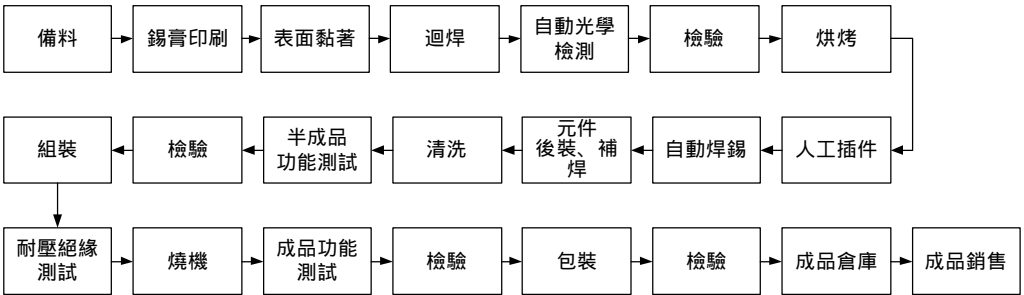 備料
錫膏印刷
表面黏著
迴焊
自動光學
檢測
檢驗
烘烤
人工插件
自動焊錫
元件
後裝、補
焊
清洗
半成品
功能測試
檢驗
組裝
耐壓絕緣
測試
燒機
成品功能
測試
檢驗
包裝
檢驗
成品倉庫
成品銷售